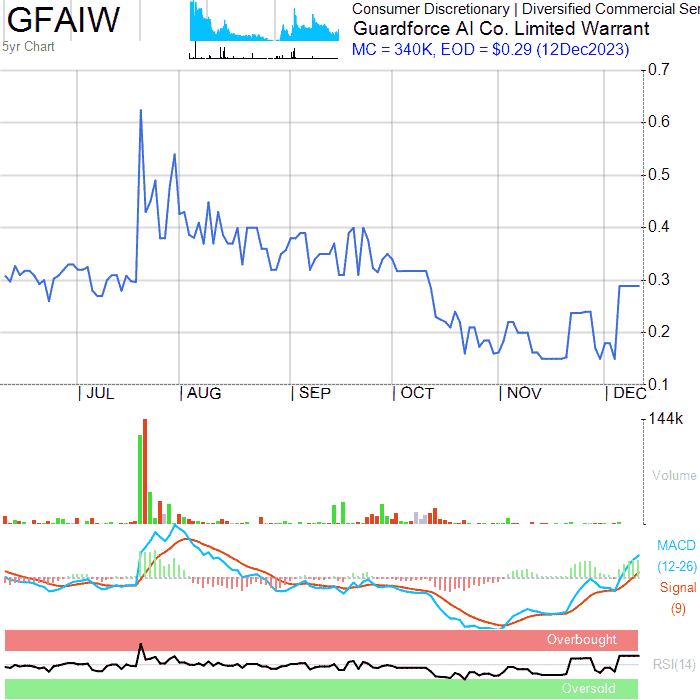 GFAIW
5yr Chart
Consumer Discretionary | Diversified Commercial Ser
Guardforce AI Co. Limited Warrant
MC = 340K, EOD = $0.29 (12Dec2023)
0.7
0.6
0.5
0.4
0.3
0.2
0.1
| JUL | AUG | SEP | OCT | NOV | DEC
144k
Volume
MACD
(12-26)
Signal
(9)
Overbought
RSI(14)
Oversold